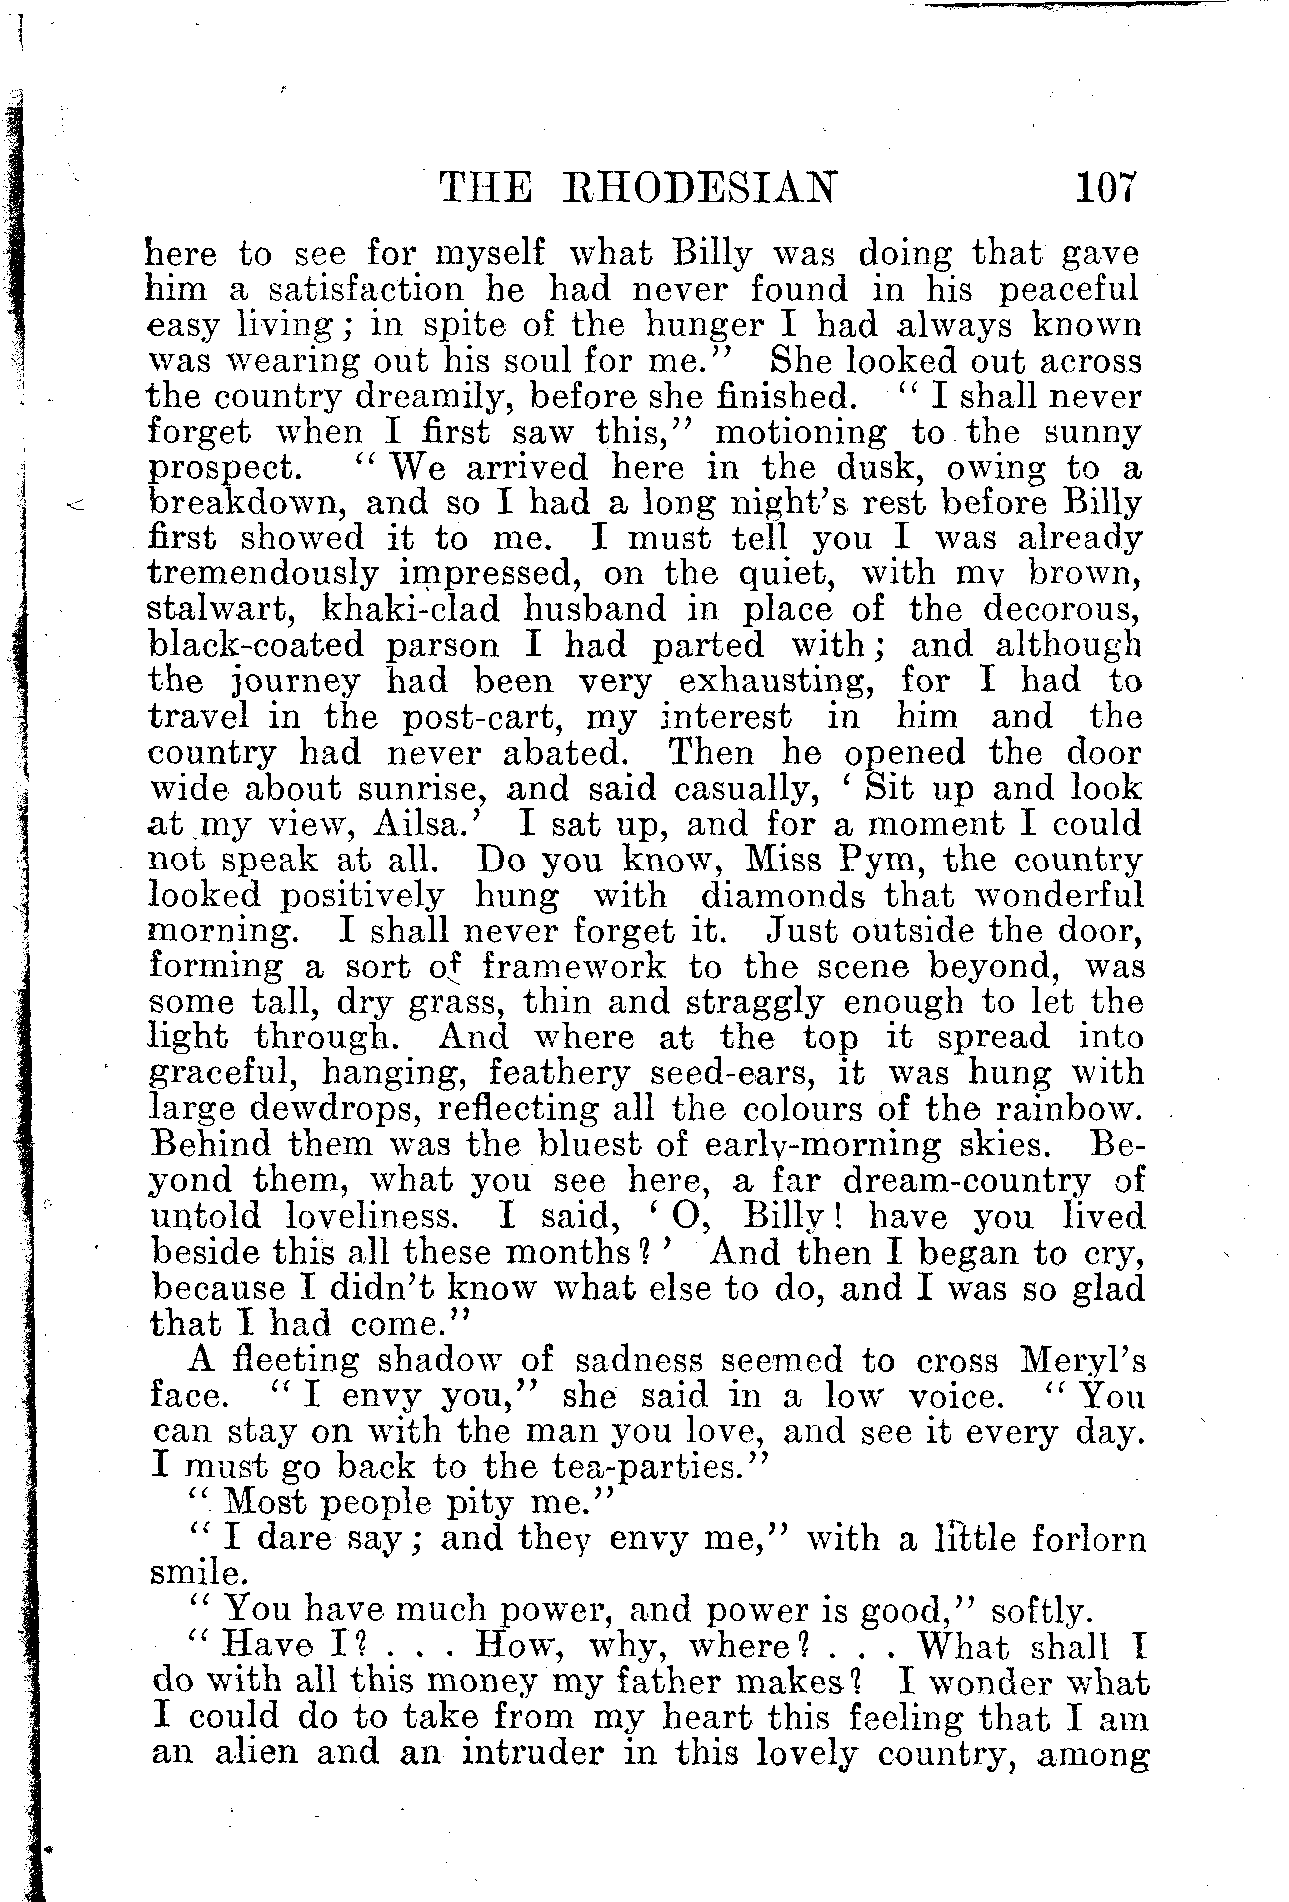 THE RHODESIAN 107
here to see for myself what Billy was doing that gave
him a satisfaction he had never found in his peaceful
easy living; in spite of the hunger I had always known
was wearing out his soul for me." She looked out across
the country dreamily, before she finished. "I shall never
forget when I first saw this," motioning to the sunny
prospect. "We arrived here in the dusk, owing to a
breakdown, and so I had a long night's rest before Billy
first showed it to me. I must tell you I was already
tremendously impressed, on the quiet, with my brown,
stalwart, khaki-clad husband in place of the decorous,
black-coated parson I had parted with; and although
the journey had been very exhausting, for I had to
travel in the post-cart, my interest in him and the
country had never abated. Then he opened the door
wide about sunrise, and said casually, 'Sit up and look
at my view, Ailsa.' I sat up, and for a moment I could
not speak at all. Do you know, Miss Pym, the country
looked positively hung with diamonds that wonderful
morning. I shall never forget it. Just outside the door,
forming a sort of framework to the scene beyond, was
some tall, dry grass, thin and straggly enough to let the
light through. And where at the top it spread into
graceful, hanging, feathery seed-ears, it was hung with
large dewdrops, reflecting all the colours of the rainbow.
Behind them was the bluest of early-morning skies. Be-
yond them, what you see here, a far dream-country of
untold loveliness. I said, 'O, Billy! have you lived
beside this all these months?' And then I began to cry,
because I didn't know what else to do, and I was so glad
that I had come."
A fleeting shadow of sadness seemed to cross Meryl's
face. "I envy you," she said in a low voice. "You
can stay on with the man you love, and see it every day.
I must go back to the tea-parties."
"Most people pity me."
"I dare say; and they envy me," with a little forlorn
smile.
"You have much power, and power is good," softly.
"Have I? . . . How, why, where? . . . What shall I
do with all this money my father makes? I wonder what
I could do to take from my heart this feeling that I am
an alien and an intruder in this lovely country, among